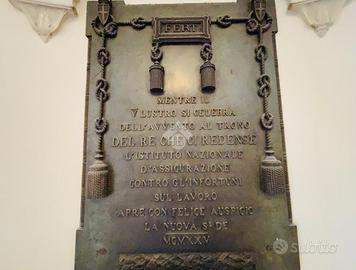 FERT
MENTRE IL
V LUSTRO SI CELEBRA
DELL'AVVENTO AL TRONO
DEL RE CHE CI REDENSE
L'ISTITUTO NAZIONALE
D'ASSICURAZIONE
CONTRO GL'INFORTUNI
SUL LAVORO
APRE CON FELICE AUSPICIO
LA NUOVA SEDE
MCMXXV
subito